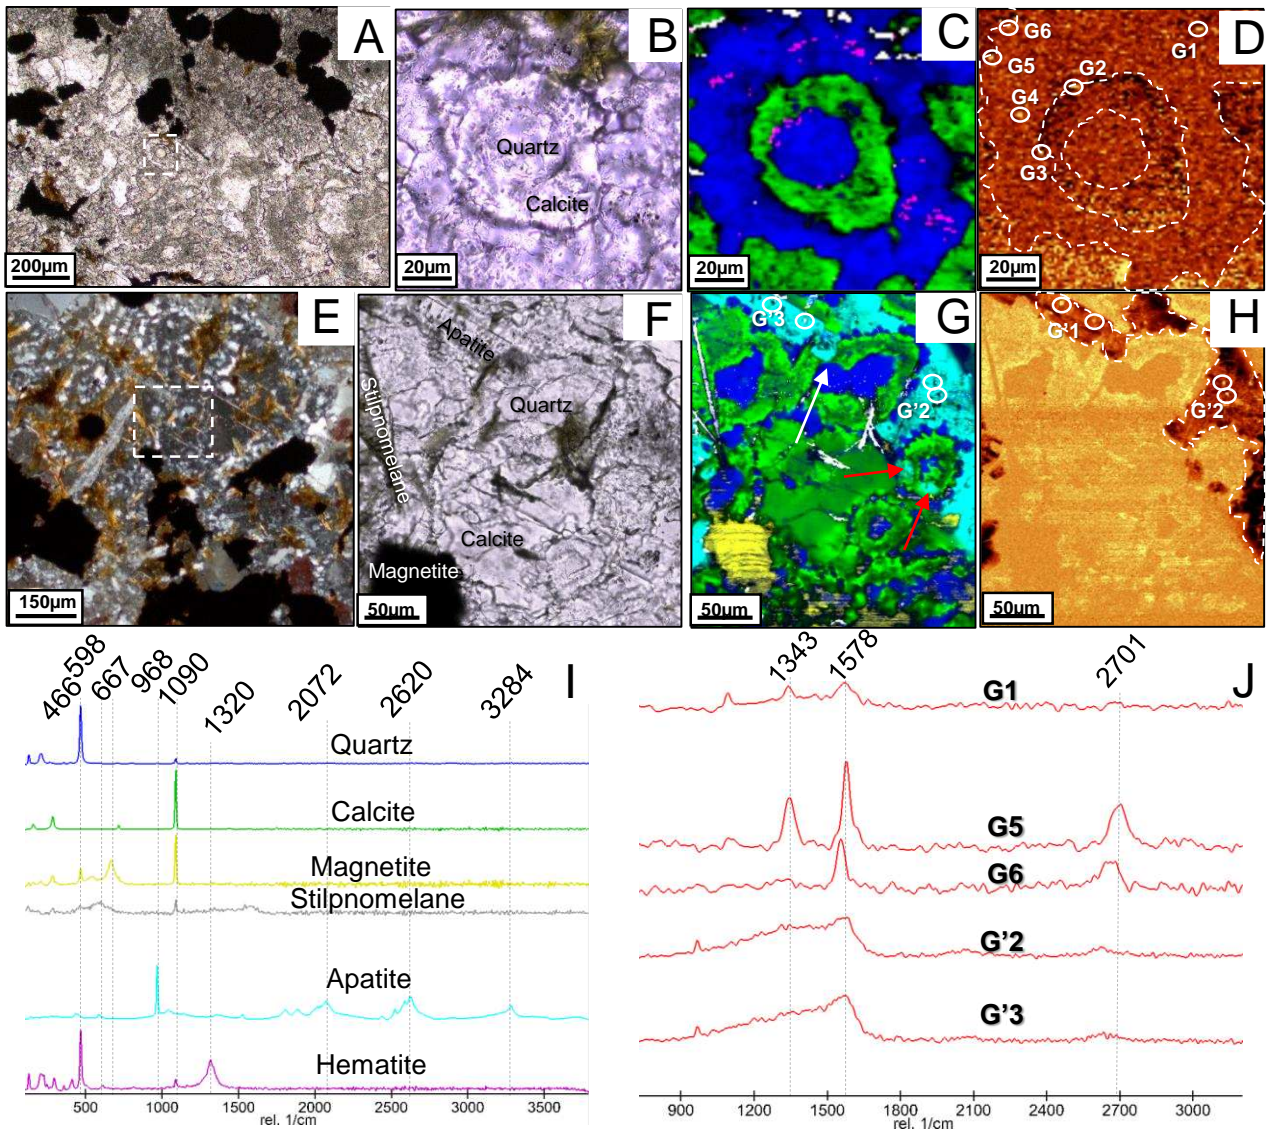 A
200µm
B
Quartz
Calcite
20µm
C
20µm
D
G6
G1
G5
G2
G4
G3
20µm
E
150µm
F
Apatite
Stilpnomelane
Quartz
Calcite
Magnetite
50µm
G
G'3
G'2
50µm
H
G'1
G'2
50µm
I
466
598
667
968
1090
1320
2072
2620
3284
Quartz
Calcite
Magnetite
Stilpnomelane
Apatite
Hematite
500 1000 1500 2000 2500 3000 3500
rel. 1/cm
J
1343
1578
2701
G1
G5
G6
G'2
G'3
900 1200 1500 1800 2100 2400 2700 3000
rel. 1/cm